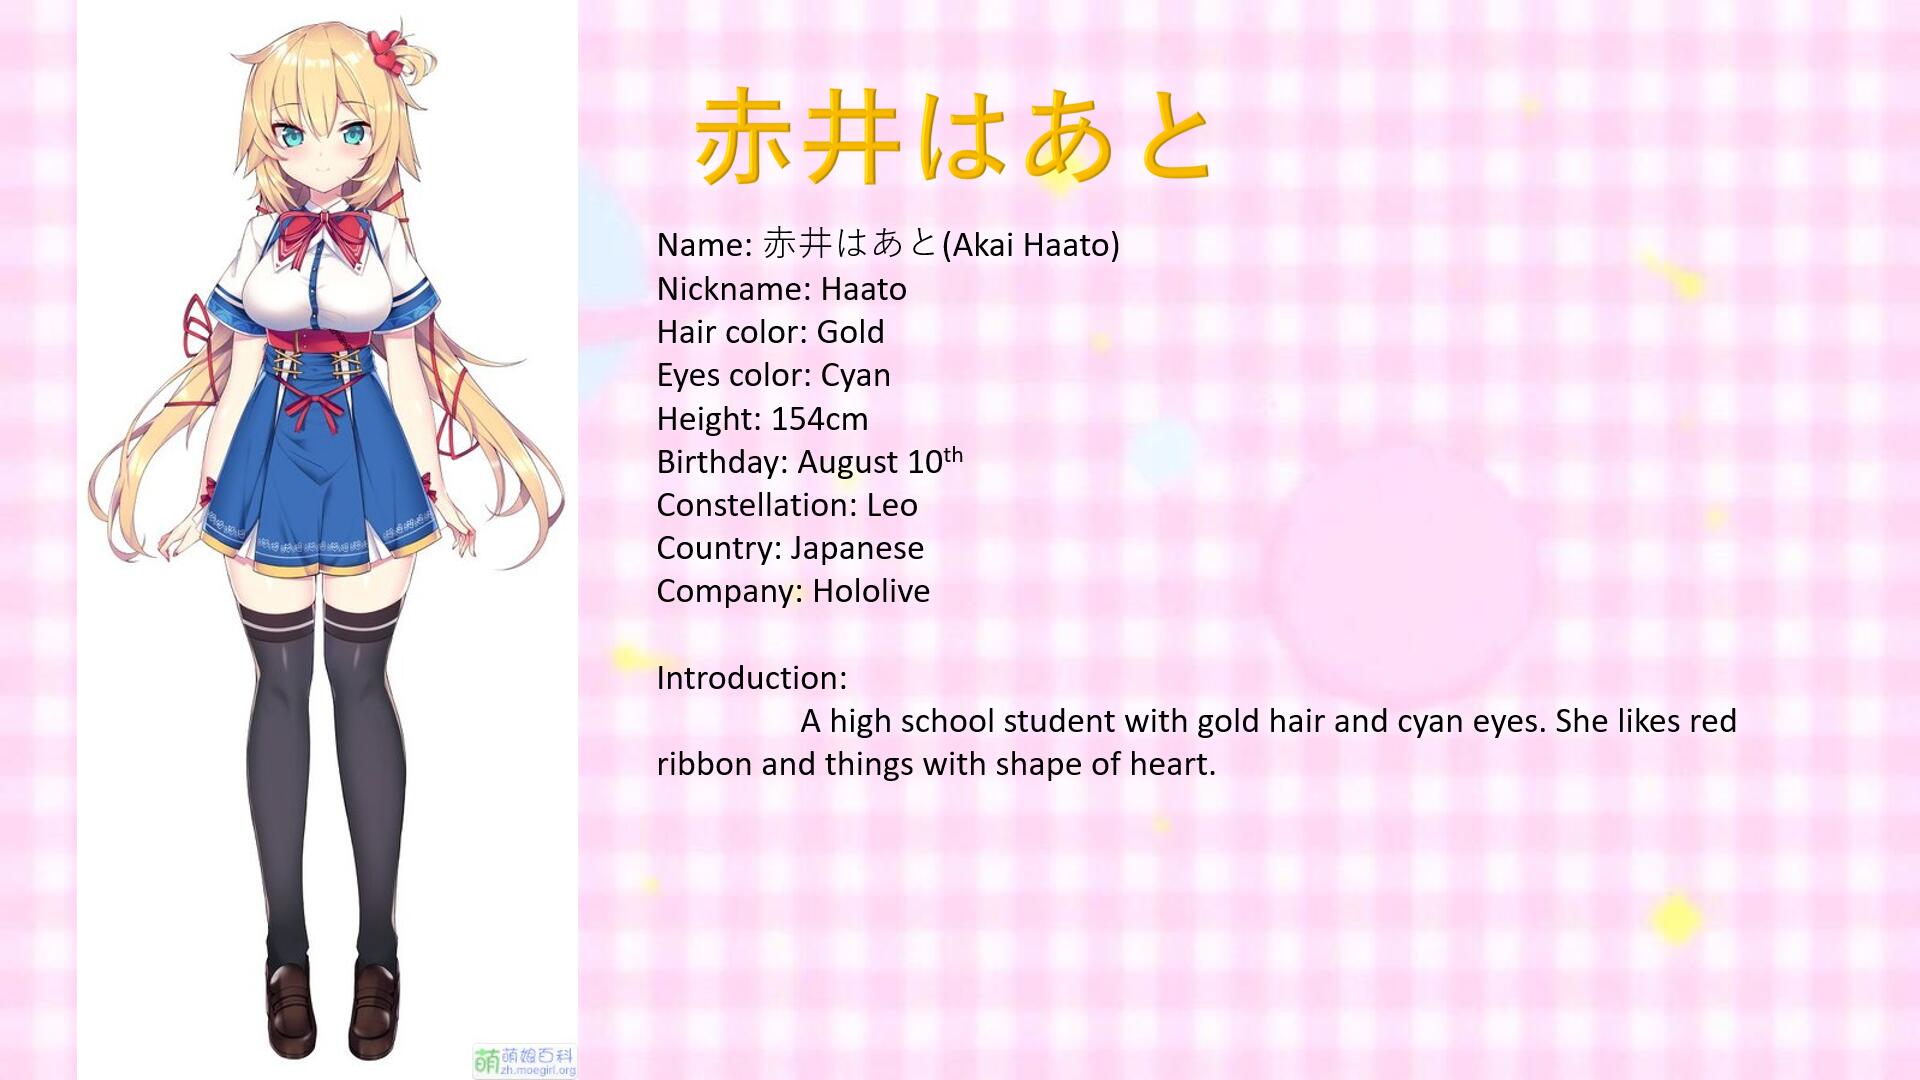 赤井はあと
Name: 赤井はあと(Akai Haato)
Nickname: Haato
Hair color: Gold
Eyes color: Cyan
Height: 154cm
Birthday: August 10th
Constellation: Leo
Country: Japanese
Company: Hololive
Introduction:
A high school student with gold hair and cyan eyes. She likes red
ribbon and things with shape of heart.
萌 萌娘百科
zh.moegirl.org